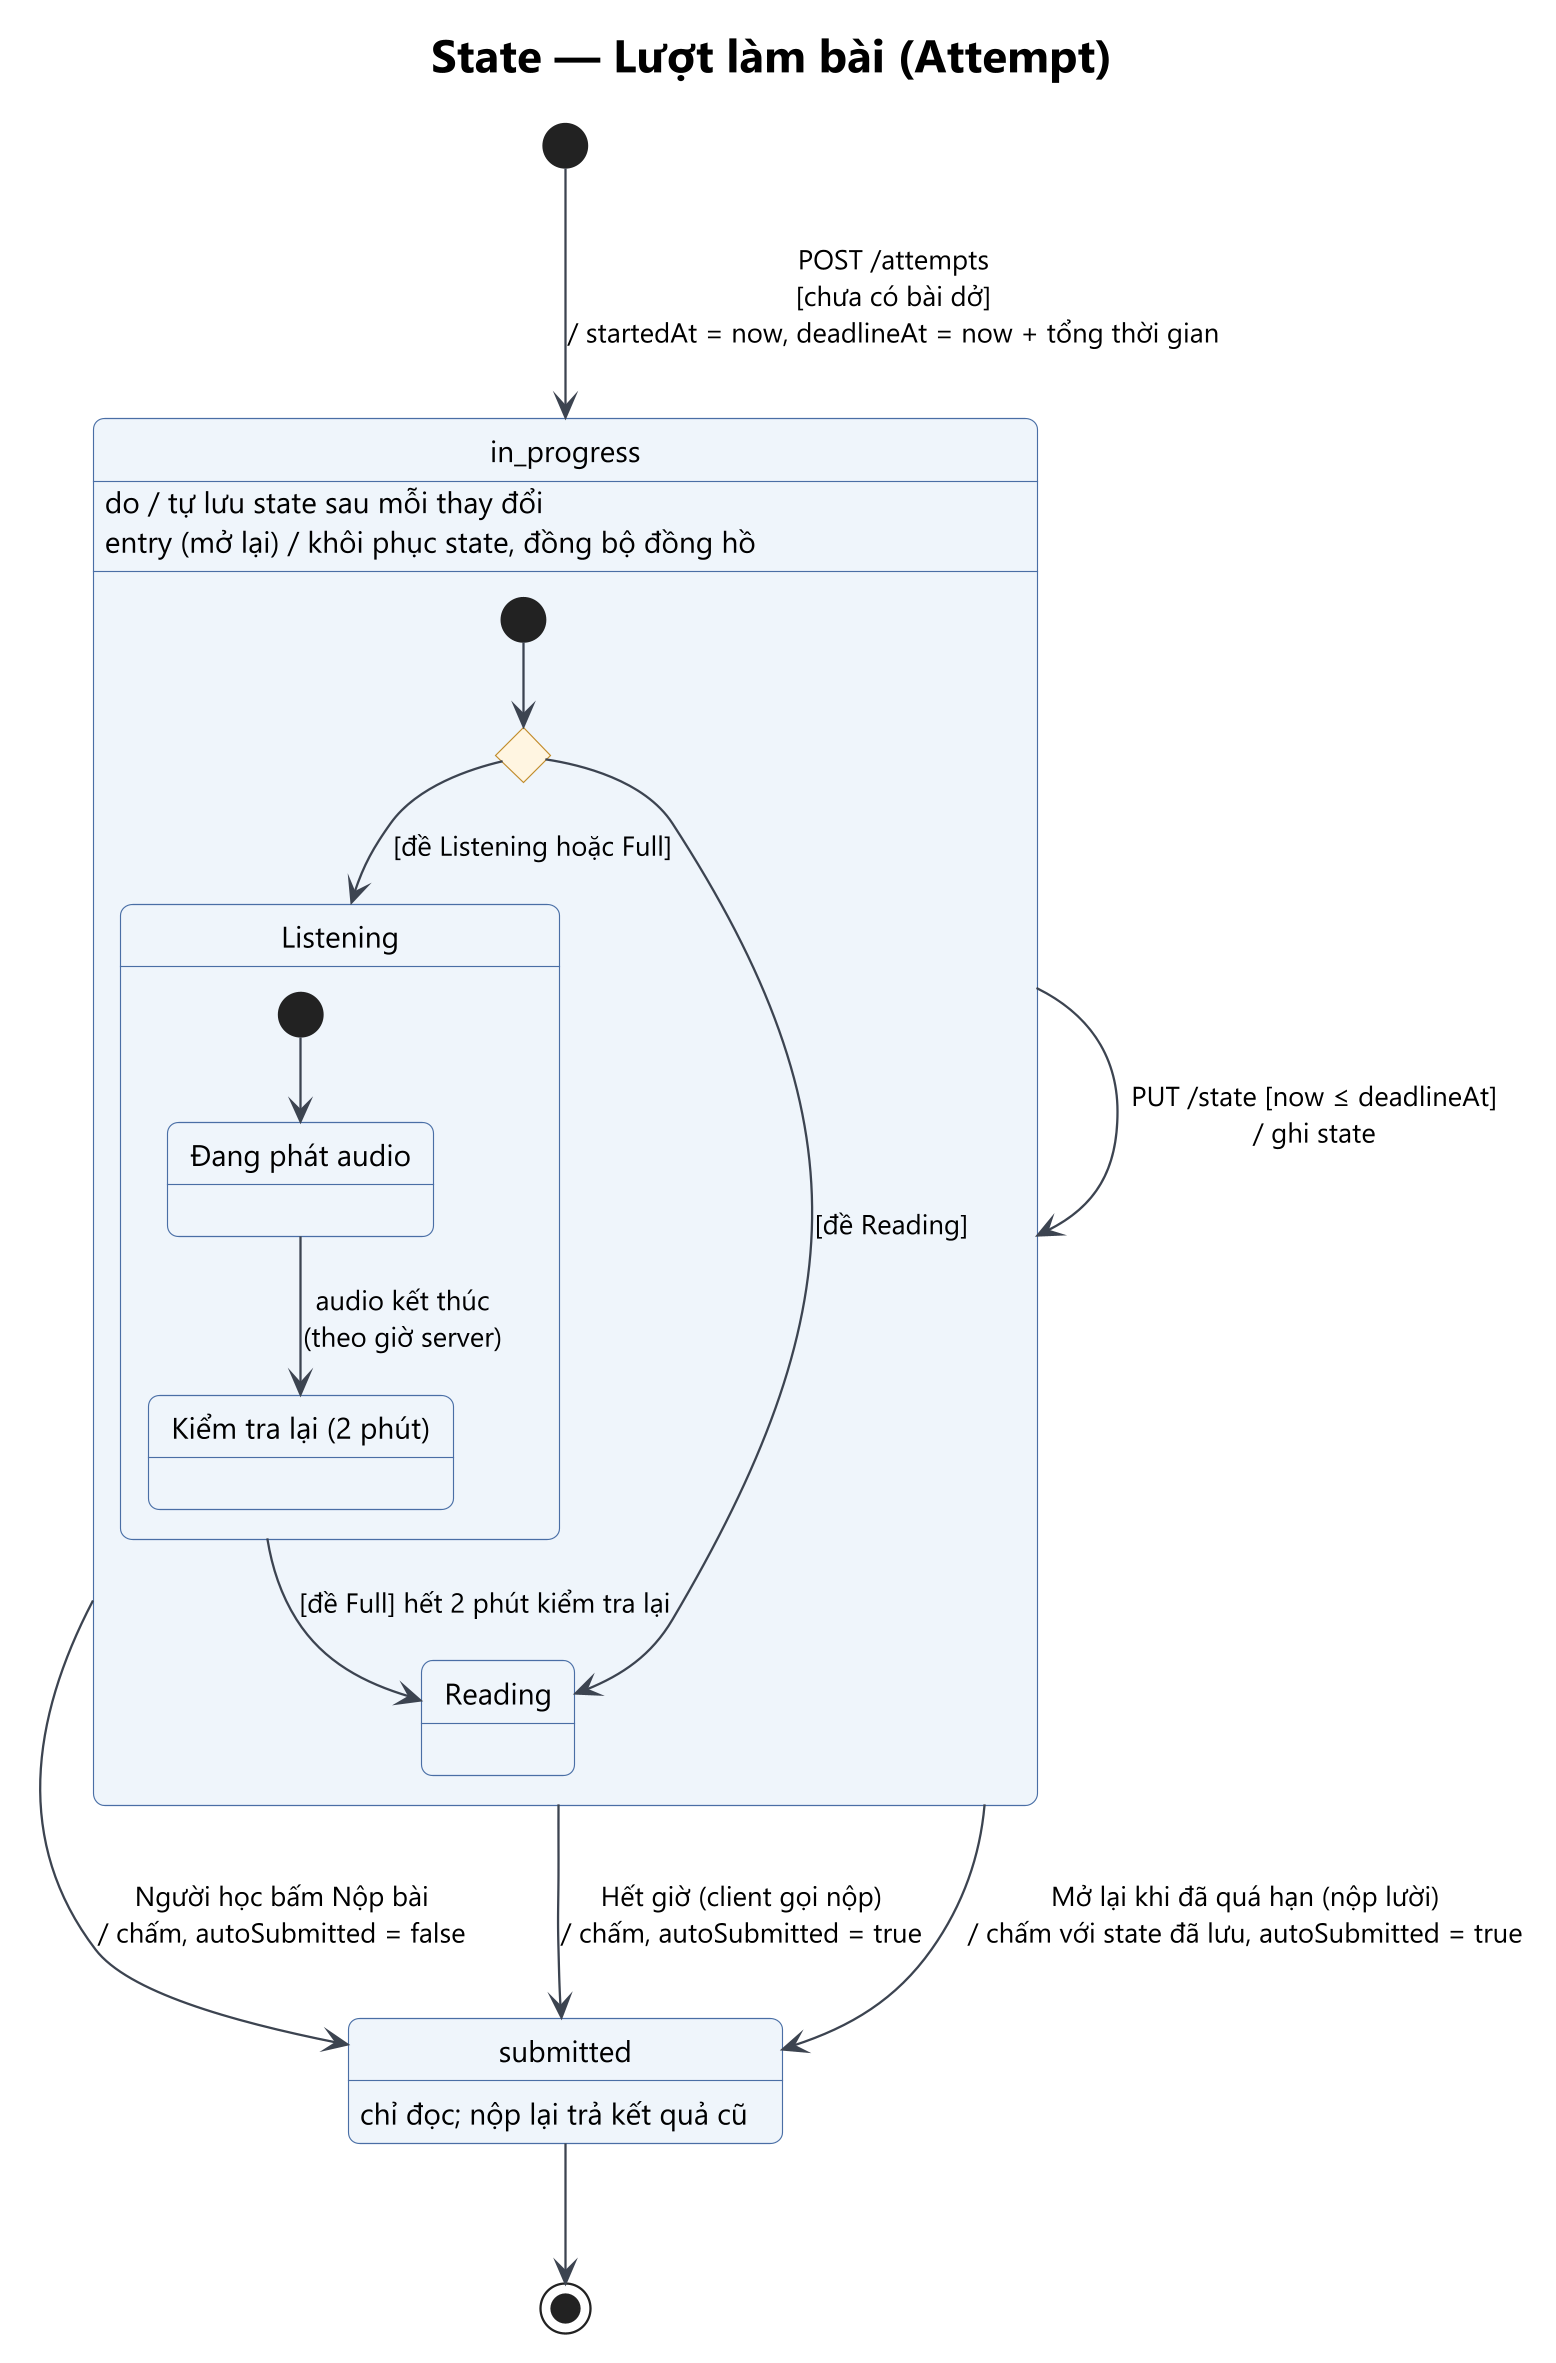 State — Lượt làm bài (Attempt)
POST /attempts
[chưa có bài dở]
/ startedAt = now, deadlineAt = now + tổng thời gian
in_progress
do / tự lưu state sau mỗi thay đổi
entry (mở lại) / khôi phục state, đồng bộ đồng hồ
[đề Listening hoặc Full]
Listening
Đang phát audio
PUT /state [now ≤ deadlineAt]
/ ghi state
[đề Reading]
audio kết thúc
(theo giờ server)
Kiểm tra lại (2 phút)
[đề Full] hết 2 phút kiểm tra lại
Reading
Người học bấm Nộp bài
/ chấm, autoSubmitted = false
Hết giờ (client gọi nộp)
/ chấm, autoSubmitted = true
Mở lại khi đã quá hạn (nộp lười)
/ chấm với state đã lưu, autoSubmitted = true
submitted
chỉ đọc; nộp lại trả kết quả cũ